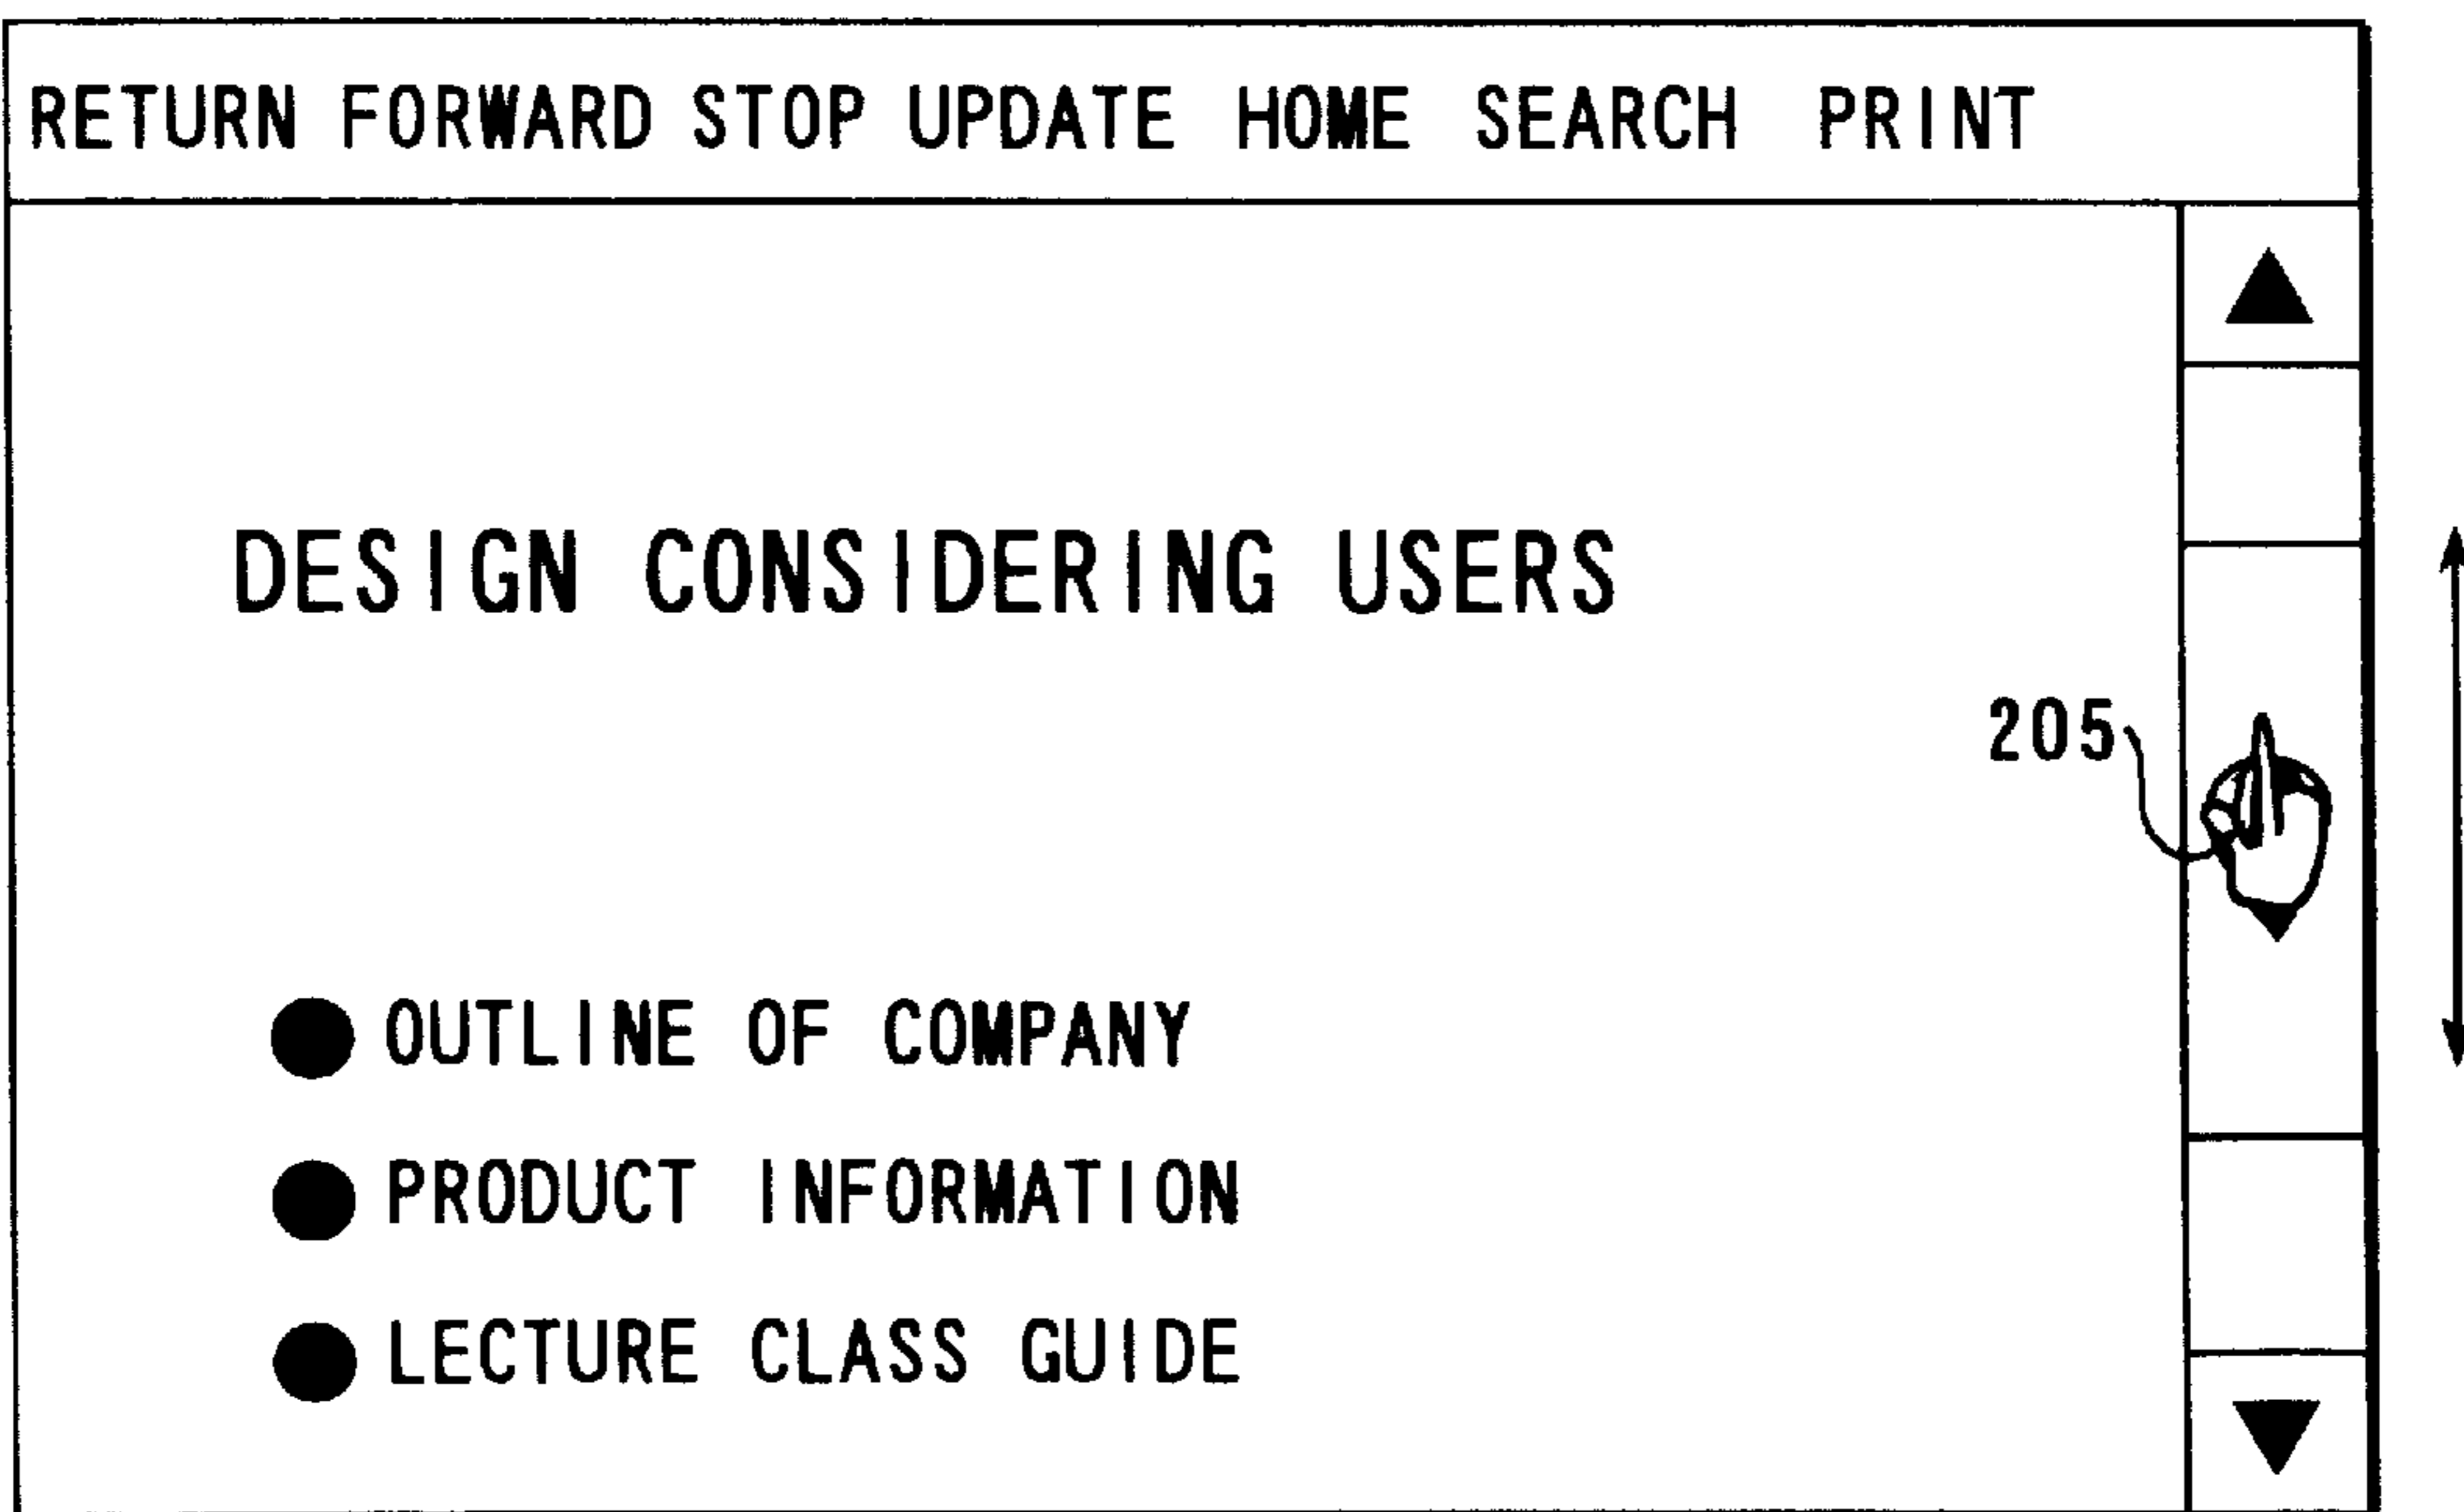 RETURN FORWARD STOP UPDATE HOME SEARCH PRINT
DESIGN CONSIDERING USERS
205
OUTLINE OF COMPANY
PRODUCT INFORMATION
LECTURE CLASS GUIDE